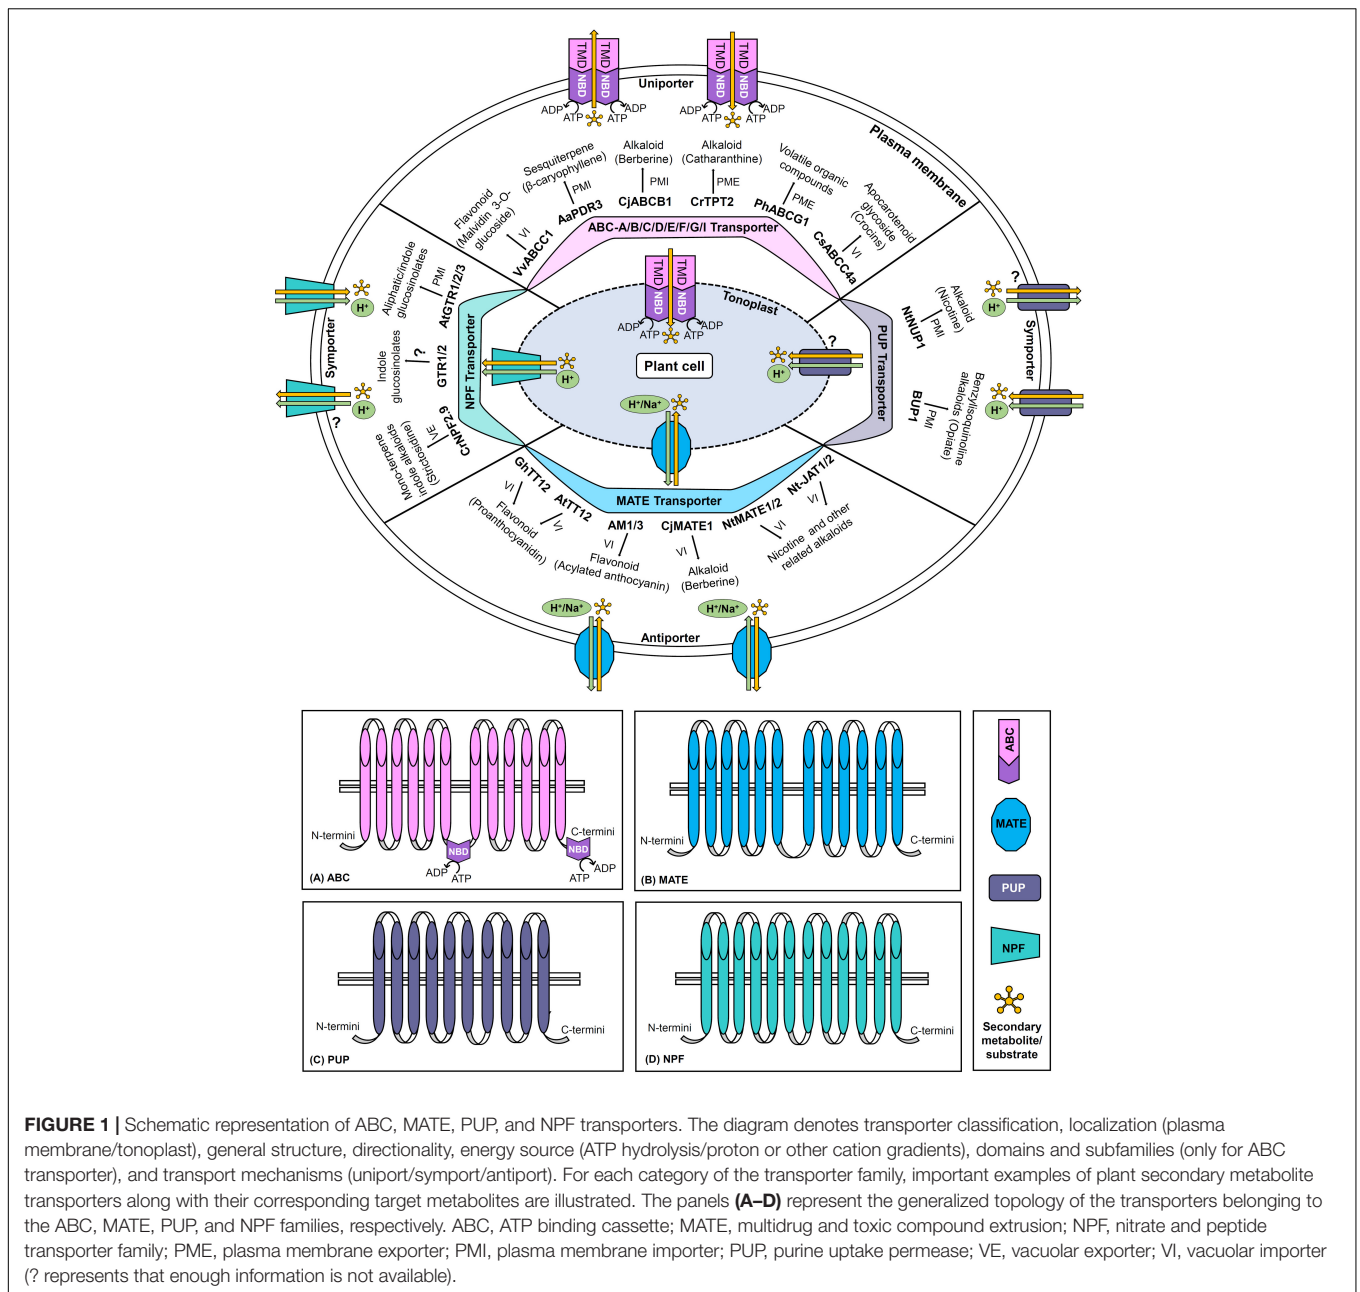 TMD
TMD
NBD
NBD
ADP
ADP
ATP
ATP
Uniporter
TMD
TMD
NBD
NBD
ADP
ADP
ATP
ATP
Plasma membrane
Flavonoid
(Malvidin 3-O-
glucoside)
VI
VvABCC1
Sesquiterpene
(β-caryophyllene)
PMI
AaPDR3
Alkaloid
(Berberine)
PMI
CjABCB1
Alkaloid
(Catharanthine)
PME
CrTPT2
Volatile organic
compounds
PME
PhABCG1
Apocarotenoid
glycoside
(Crocins)
VI
CsABCC4a
ABC-A/B/C/D/E/F/G/I Transporter
TMD
TMD
NBD
NBD
ADP
ADP
ATP
ATP
Tonoplast
Plant cell
H⁺
?
H⁺
H⁺/Na⁺
Symporter
H⁺
H⁺
?
Aliphatic/indole
glucosinolates
PMI
AtGTR1/2/3
Indole
glucosinolates
?
GTR1/2
Mono-terpene
indole alkaloids
(Strictosidine)
VE
CrNPF2.9
NPF Transporter
PUP Transporter
Alkaloid
(Nicotine)
PMI
NtNUP1
Benzylisoquinoline
alkaloids (Opiate)
PMI
BUP1
?
H⁺
H⁺
Symporter
MATE Transporter
GhTT12
VI
AtTT12
VI
Flavonoid
(Proanthocyanidin)
AM1/3
VI
Flavonoid
(Acylated anthocyanin)
CjMATE1
VI
Alkaloid
(Berberine)
NtMATE1/2
VI
Nt-JAT1/2
VI
Nicotine and other
related alkaloids
H⁺/Na⁺
H⁺/Na⁺
Antiporter
N-termini
C-termini
NBD
NBD
ADP
ATP
ADP
ATP
(A) ABC
N-termini
C-termini
(B) MATE
N-termini
C-termini
(C) PUP
N-termini
C-termini
(D) NPF
ABC
MATE
PUP
NPF
Secondary
metabolite/
substrate
FIGURE 1 | Schematic representation of ABC, MATE, PUP, and NPF transporters. The diagram denotes transporter classification, localization (plasma
membrane/tonoplast), general structure, directionality, energy source (ATP hydrolysis/proton or other cation gradients), domains and subfamilies (only for ABC
transporter), and transport mechanisms (uniport/symport/antiport). For each category of the transporter family, important examples of plant secondary metabolite
transporters along with their corresponding target metabolites are illustrated. The panels (A–D) represent the generalized topology of the transporters belonging to
the ABC, MATE, PUP, and NPF families, respectively. ABC, ATP binding cassette; MATE, multidrug and toxic compound extrusion; NPF, nitrate and peptide
transporter family; PME, plasma membrane exporter; PMI, plasma membrane importer; PUP, purine uptake permease; VE, vacuolar exporter; VI, vacuolar importer
(? represents that enough information is not available).